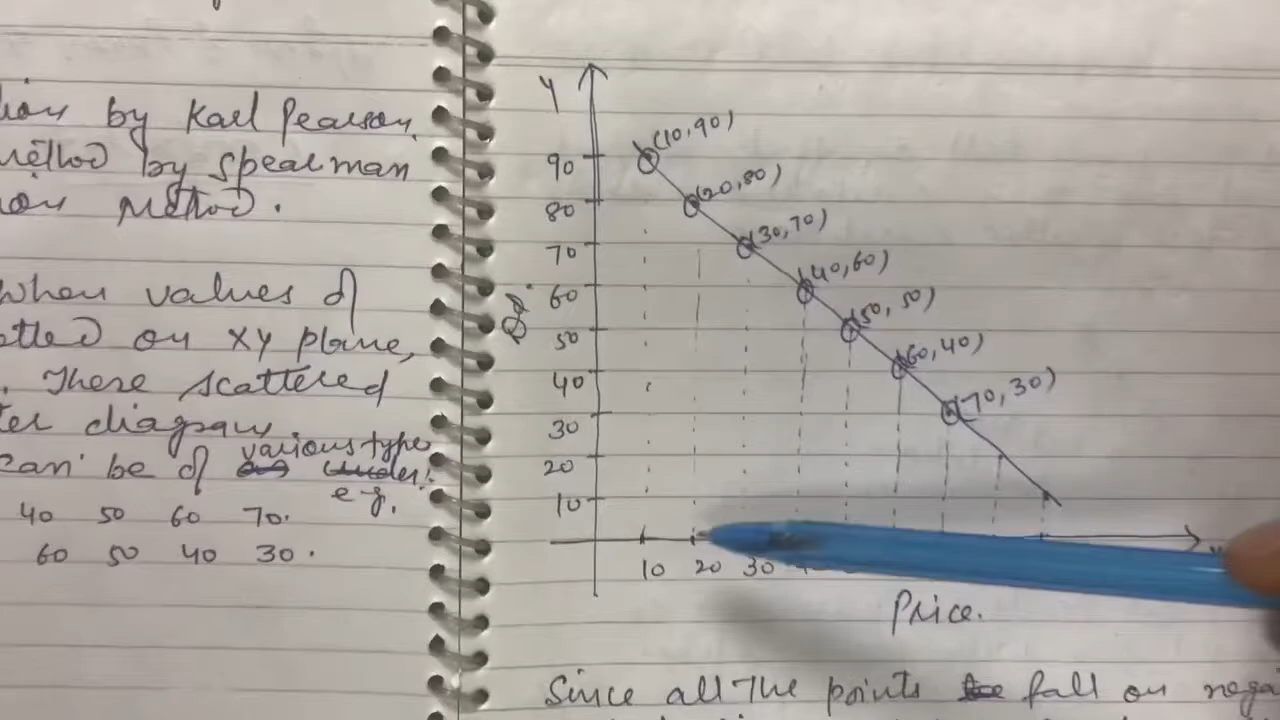 by Karl Pearson.
Method by Spearman
Method.
When values of
on XY plane,
. These scattered
diagram
can be of various type
e.g.
40 50 60 70.
60 50 40 30.
Y
(10,90)
90
(20,80)
80
(30,70)
70
(40,60)
60
Dd.
(50,50)
50
(60,40)
40
(70,30)
30
20
10
10 20 30
Price.
Since all the points fall on nega